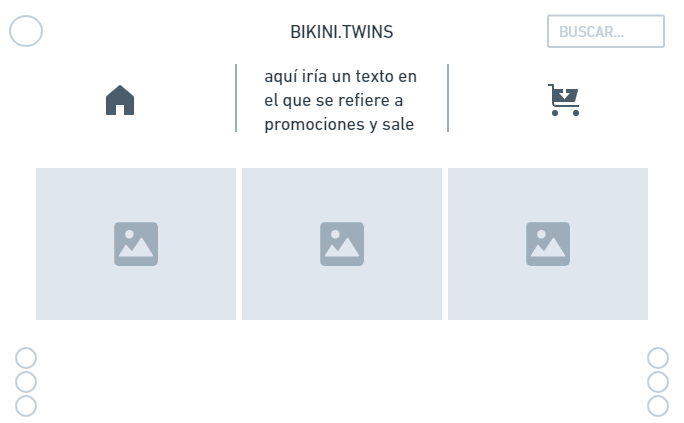 BIKINI.TWINS
BUSCAR...
aquí iría un texto en
el que se refiere a
promociones y sale